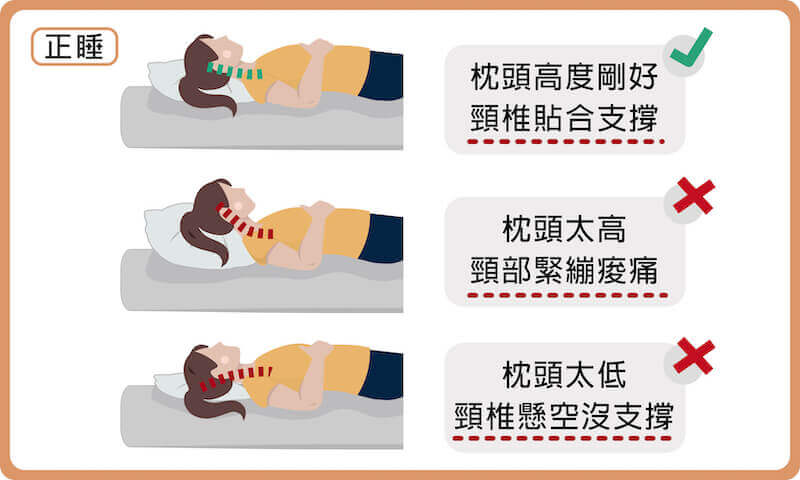 正睡
枕頭高度剛好
頸椎貼合支撐
枕頭太高
頸部緊繃痠痛
枕頭太低
頸椎懸空沒支撐